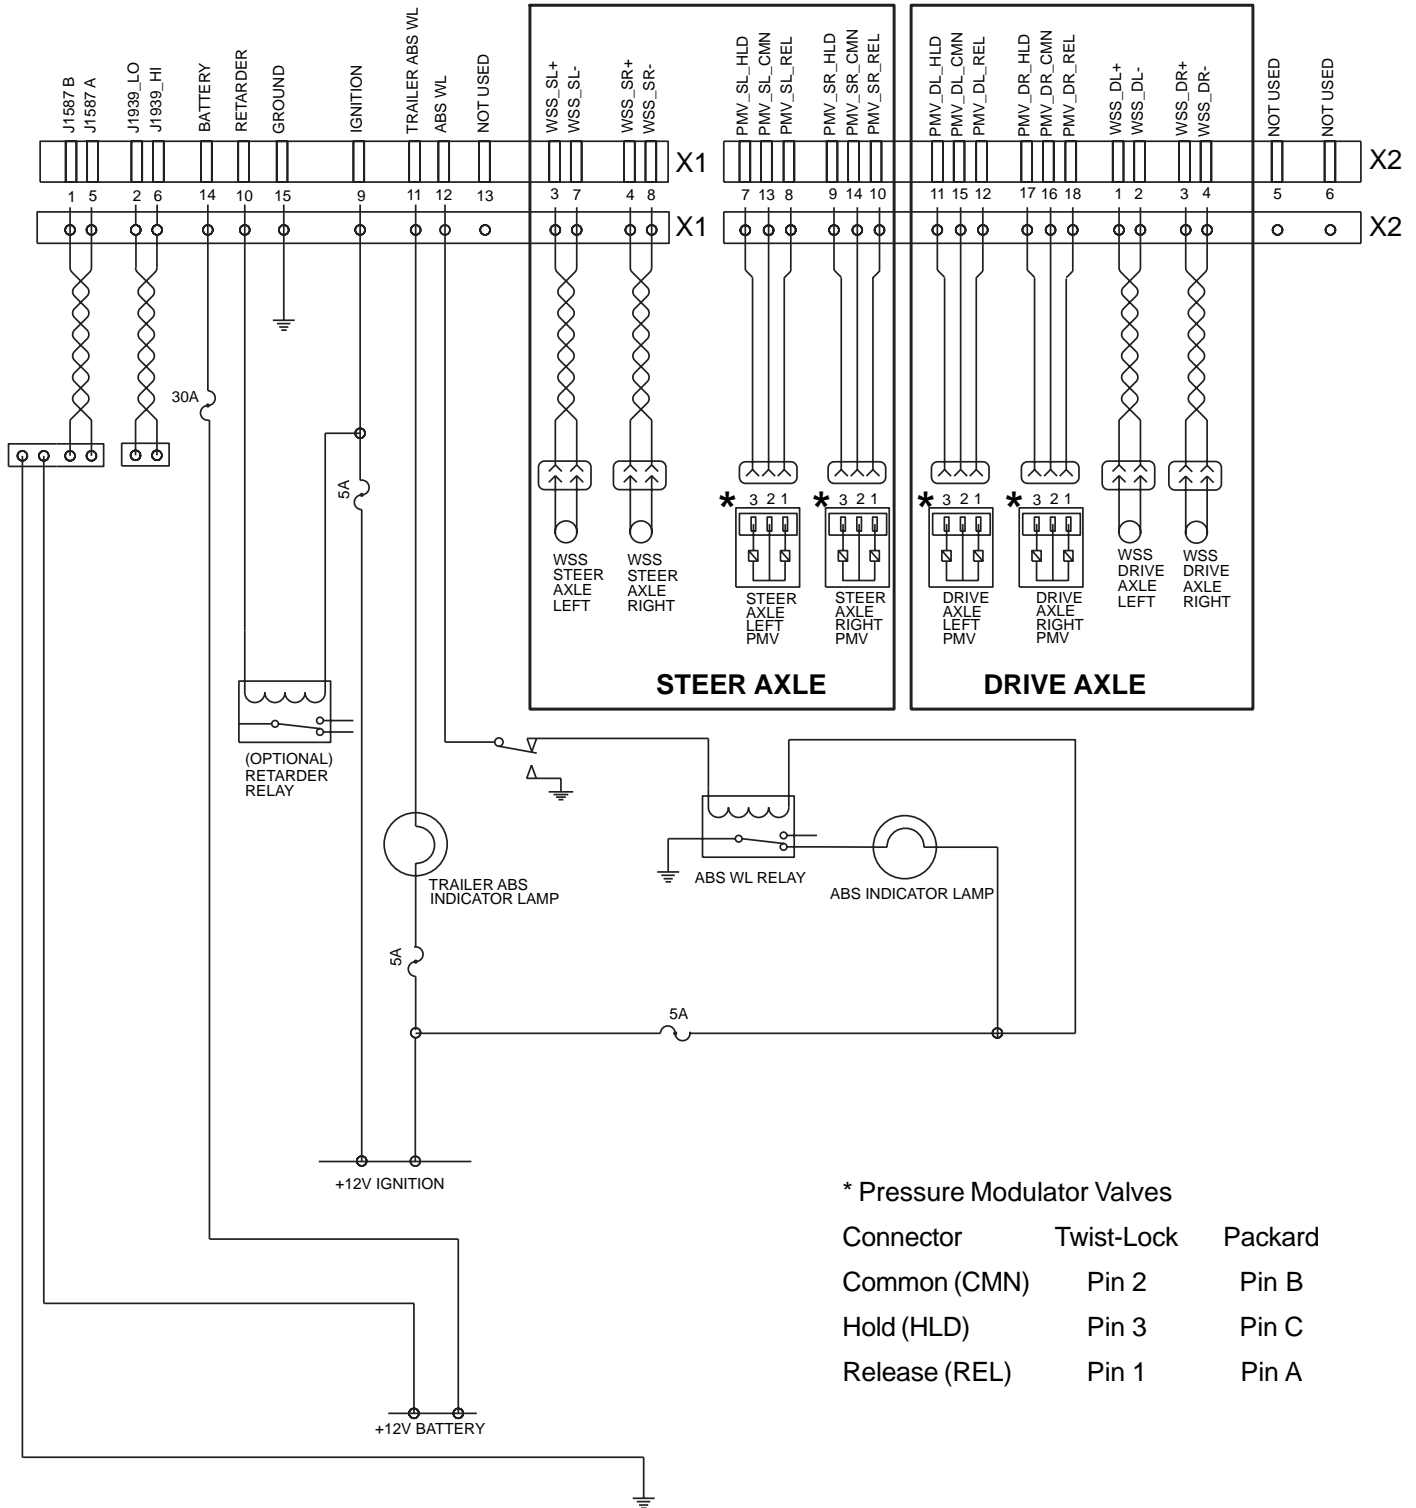 J1587 B
J1587 A
J1939_LO
J1939_HI
BATTERY
RETARDER
GROUND
IGNITION
TRAILER ABS WL
ABS WL
NOT USED
WSS_SL+
WSS_SL-
WSS_SR+
WSS_SR-
PMV_SL_HLD
PMV_SL_CMN
PMV_SL_REL
PMV_SR_HLD
PMV_SR_CMN
PMV_SR_REL
PMV_DL_HLD
PMV_DL_CMN
PMV_DL_REL
PMV_DR_HLD
PMV_DR_CMN
PMV_DR_REL
WSS_DL+
WSS_DL-
WSS_DR+
WSS_DR-
NOT USED
NOT USED
X1
X2
1 5 2 6 14 10 15 9 11 12 13 3 7 4 8 7 13 8 9 14 10 11 15 12 17 16 18 1 2 3 4 5 6
X1
X2
30A
5A
* 3 2 1
* 3 2 1
* 3 2 1
* 3 2 1
WSS
STEER
AXLE
LEFT
WSS
STEER
AXLE
RIGHT
STEER
AXLE
LEFT
PMV
STEER
AXLE
RIGHT
PMV
DRIVE
AXLE
LEFT
PMV
DRIVE
AXLE
RIGHT
PMV
WSS
DRIVE
AXLE
LEFT
WSS
DRIVE
AXLE
RIGHT
STEER AXLE
DRIVE AXLE
(OPTIONAL)
RETARDER
RELAY
TRAILER ABS
INDICATOR LAMP
ABS WL RELAY
ABS INDICATOR LAMP
5A
5A
+12V IGNITION
* Pressure Modulator Valves
Connector Twist-Lock Packard
Common (CMN) Pin 2 Pin B
Hold (HLD) Pin 3 Pin C
Release (REL) Pin 1 Pin A
+12V BATTERY